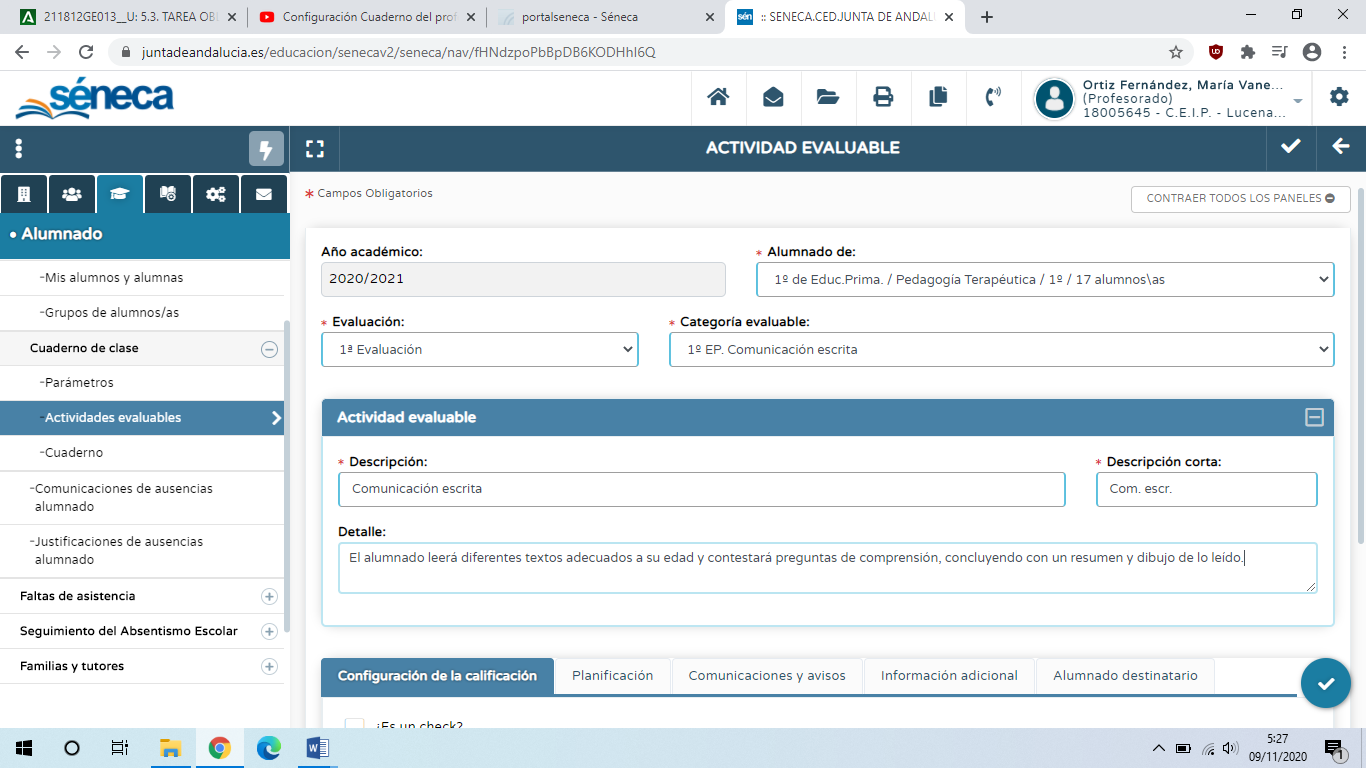 211812GE013__U: 5.3. TAREA OBL
Configuración Cuaderno del prof
portalseneca - Séneca
:: SENECA.CED.JUNTA DE ANDAL
juntadeandalucia.es/educacion/senecav2/seneca/nav/fHNdzpoPbBpDB6KODHhI6Q
séneca
Ortiz Fernández, María Vane...
(Profesorado)
18005645 - C.E.I.P. - Lucena...
ACTIVIDAD EVALUABLE
* Campos Obligatorios
CONTRAER TODOS LOS PANELES
• Alumnado
-Mis alumnos y alumnas
-Grupos de alumnos/as
Cuaderno de clase
-Parámetros
-Actividades evaluables
-Cuaderno
-Comunicaciones de ausencias
alumnado
-Justificaciones de ausencias
alumnado
Faltas de asistencia
Seguimiento del Absentismo Escolar
Familias y tutores
Año académico:
* Alumnado de:
2020/2021
1º de Educ.Prima. / Pedagogía Terapéutica / 1º / 17 alumnos\as
* Evaluación:
* Categoría evaluable:
1ª Evaluación
1º EP. Comunicación escrita
Actividad evaluable
* Descripción:
* Descripción corta:
Comunicación escrita
Com. escr.
Detalle:
El alumnado leerá diferentes textos adecuados a su edad y contestará preguntas de comprensión, concluyendo con un resumen y dibujo de lo leído.
Configuración de la calificación
Planificación
Comunicaciones y avisos
Información adicional
Alumnado destinatario
¿Es un check?
5:27
09/11/2020
1